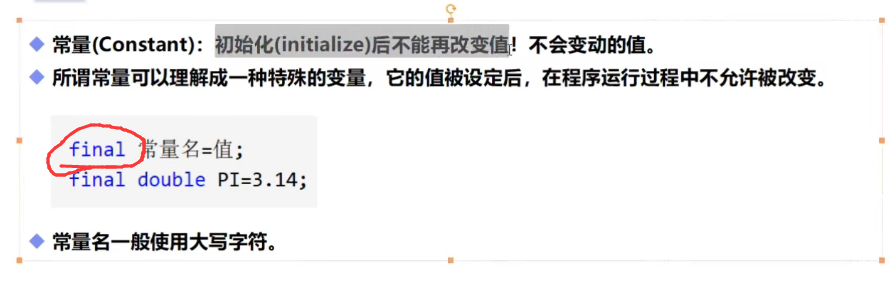 常量(Constant)：初始化(initialize)后不能再改变值！不会变动的值。
所谓常量可以理解成一种特殊的变量，它的值被设定后，在程序运行过程中不允许被改变。
final 常量名=值;
final double PI=3.14;
常量名一般使用大写字符。